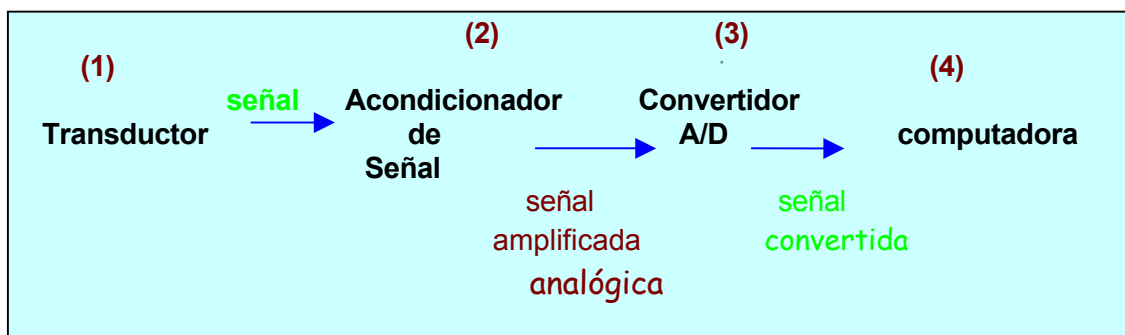 (1)
Transductor
señal
(2)
Acondicionador
de
Señal
señal
amplificada
analógica
(3)
Convertidor
A/D
señal
convertida
(4)
computadora